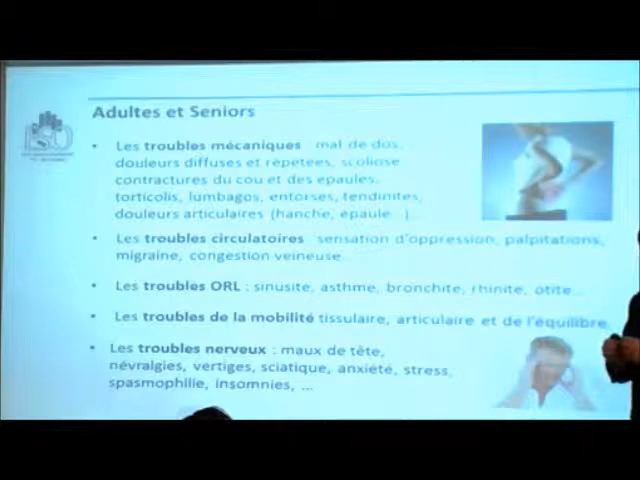 Adultes et Seniors
• Les troubles mécaniques mal de dos,
douleurs diffuses et répétées, scoliose
contractures du cou et des épaules,
torticolis, lumbagos, entorses, tendinites,
douleurs articulaires (hanche, épaule...)...
• Les troubles circulatoires sensation d'oppression, palpitations,
migraine, congestion veineuse...
• Les troubles ORL : sinusite, asthme, bronchite, rhinite, otite...
• Les troubles de la mobilité tissulaire, articulaire et de l'équilibre,
• Les troubles nerveux : maux de tête,
névralgies, vertiges, sciatique, anxiété, stress,
spasmophilie, insomnies, ...